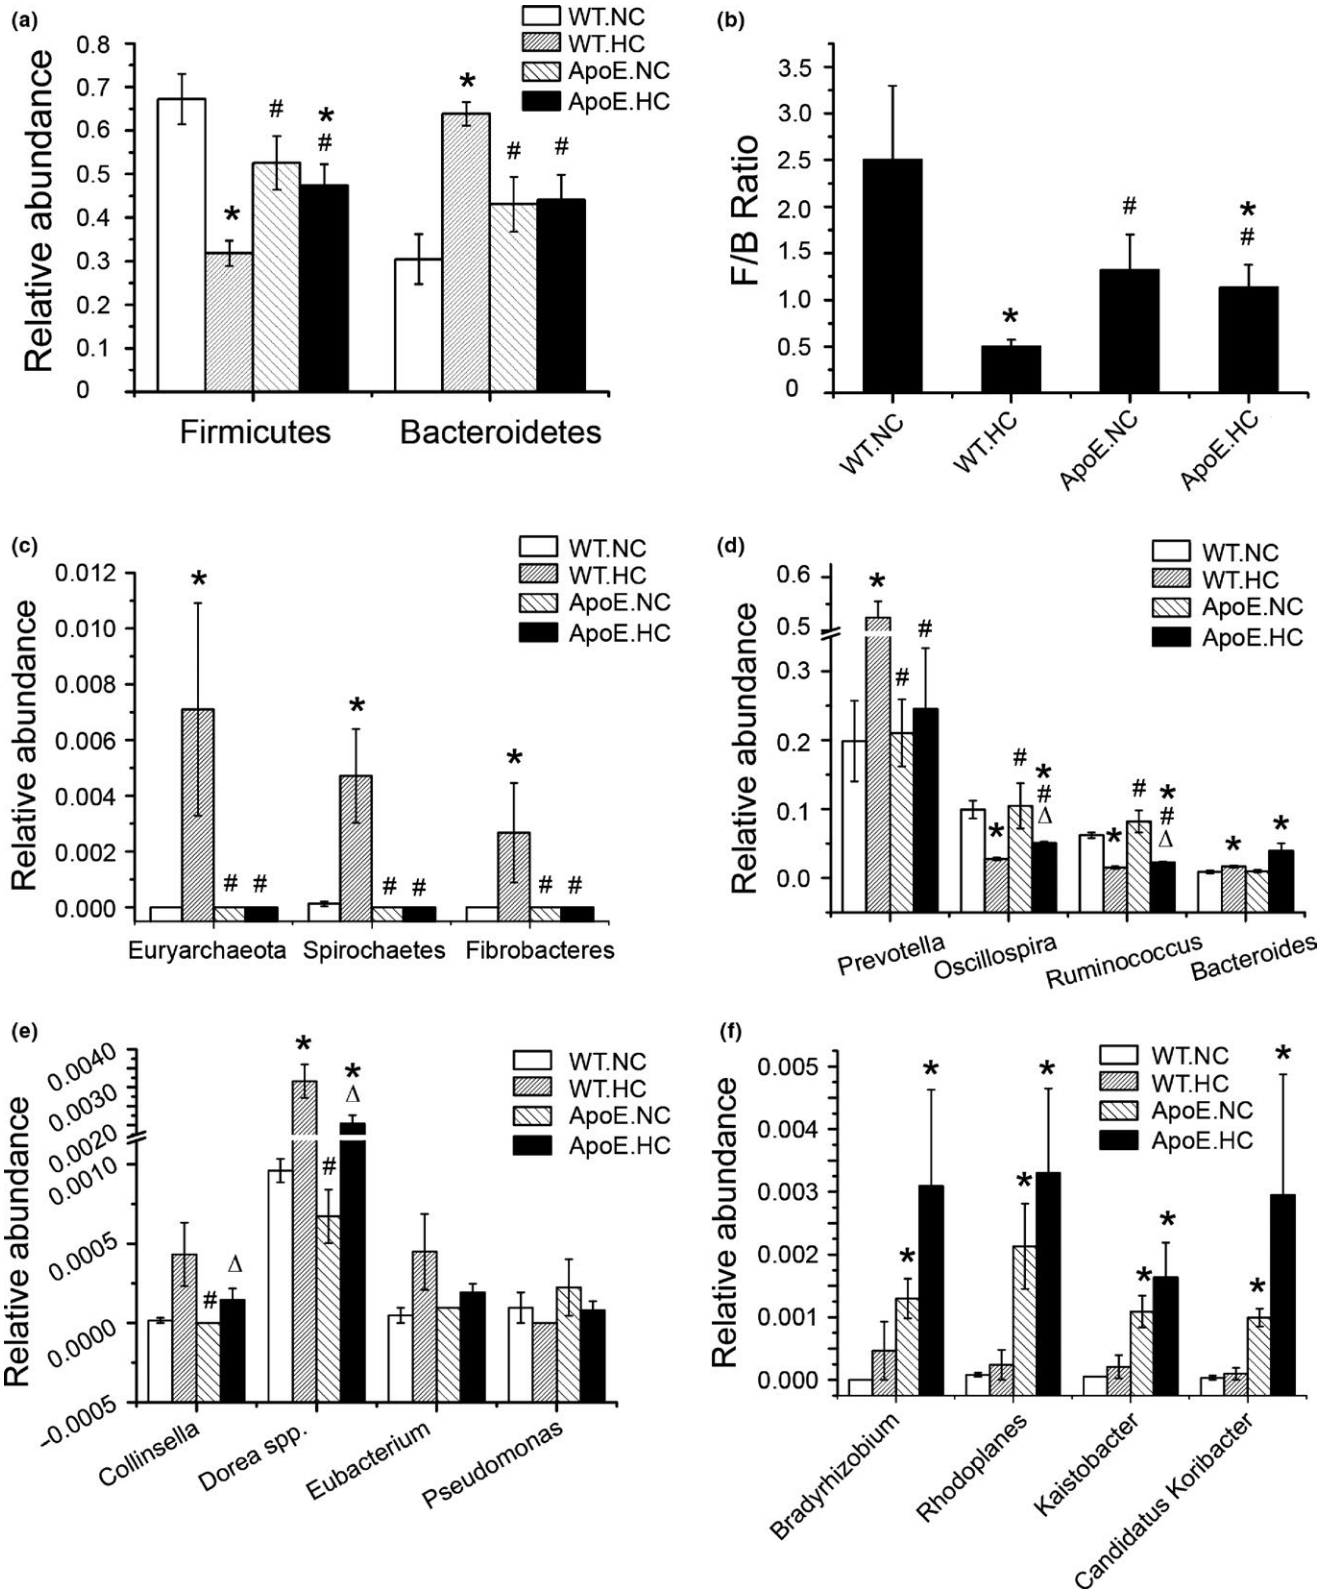 (a)
WT.NC
WT.HC
ApoE.NC
ApoE.HC
Relative abundance
0.8
0.7
0.6
0.5
0.4
0.3
0.2
0.1
0
*
#
*
#
*
#
#
Firmicutes
Bacteroidetes
(b)
F/B Ratio
3.5
3.0
2.5
2.0
1.5
1.0
0.5
0
*
#
*
#
WT.NC
WT.HC
ApoE.NC
ApoE.HC
(c)
WT.NC
WT.HC
ApoE.NC
ApoE.HC
Relative abundance
0.012
0.010
0.008
0.006
0.004
0.002
0.000
*
# #
*
# #
*
# #
Euryarchaeota
Spirochaetes
Fibrobacteres
(d)
WT.NC
WT.HC
ApoE.NC
ApoE.HC
Relative abundance
0.6
0.5
0.3
0.2
0.1
0.0
*
#
#
*
#
*
#
Δ
*
#
*
#
Δ
*
*
Prevotella
Oscillospira
Ruminococcus
Bacteroides
(e)
WT.NC
WT.HC
ApoE.NC
ApoE.HC
Relative abundance
0.0040
0.0030
0.0020
0.0010
0.0005
0.0000
−0.0005
#
Δ
*
#
*
Δ
Collinsella
Dorea spp.
Eubacterium
Pseudomonas
(f)
WT.NC
WT.HC
ApoE.NC
ApoE.HC
Relative abundance
0.005
0.004
0.003
0.002
0.001
0.000
*
*
*
*
*
*
*
*
Bradyrhizobium
Rhodoplanes
Kaistobacter
Candidatus Koribacter